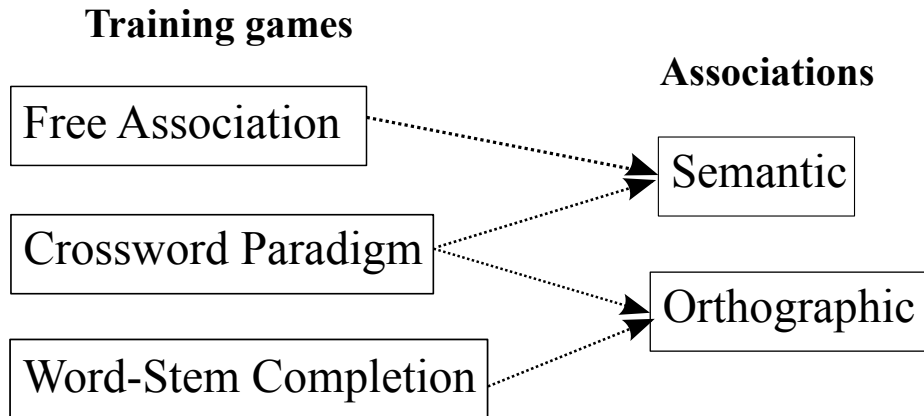 Training games
Free Association
Crossword Paradigm
Word-Stem Completion
Associations
Semantic
Orthographic